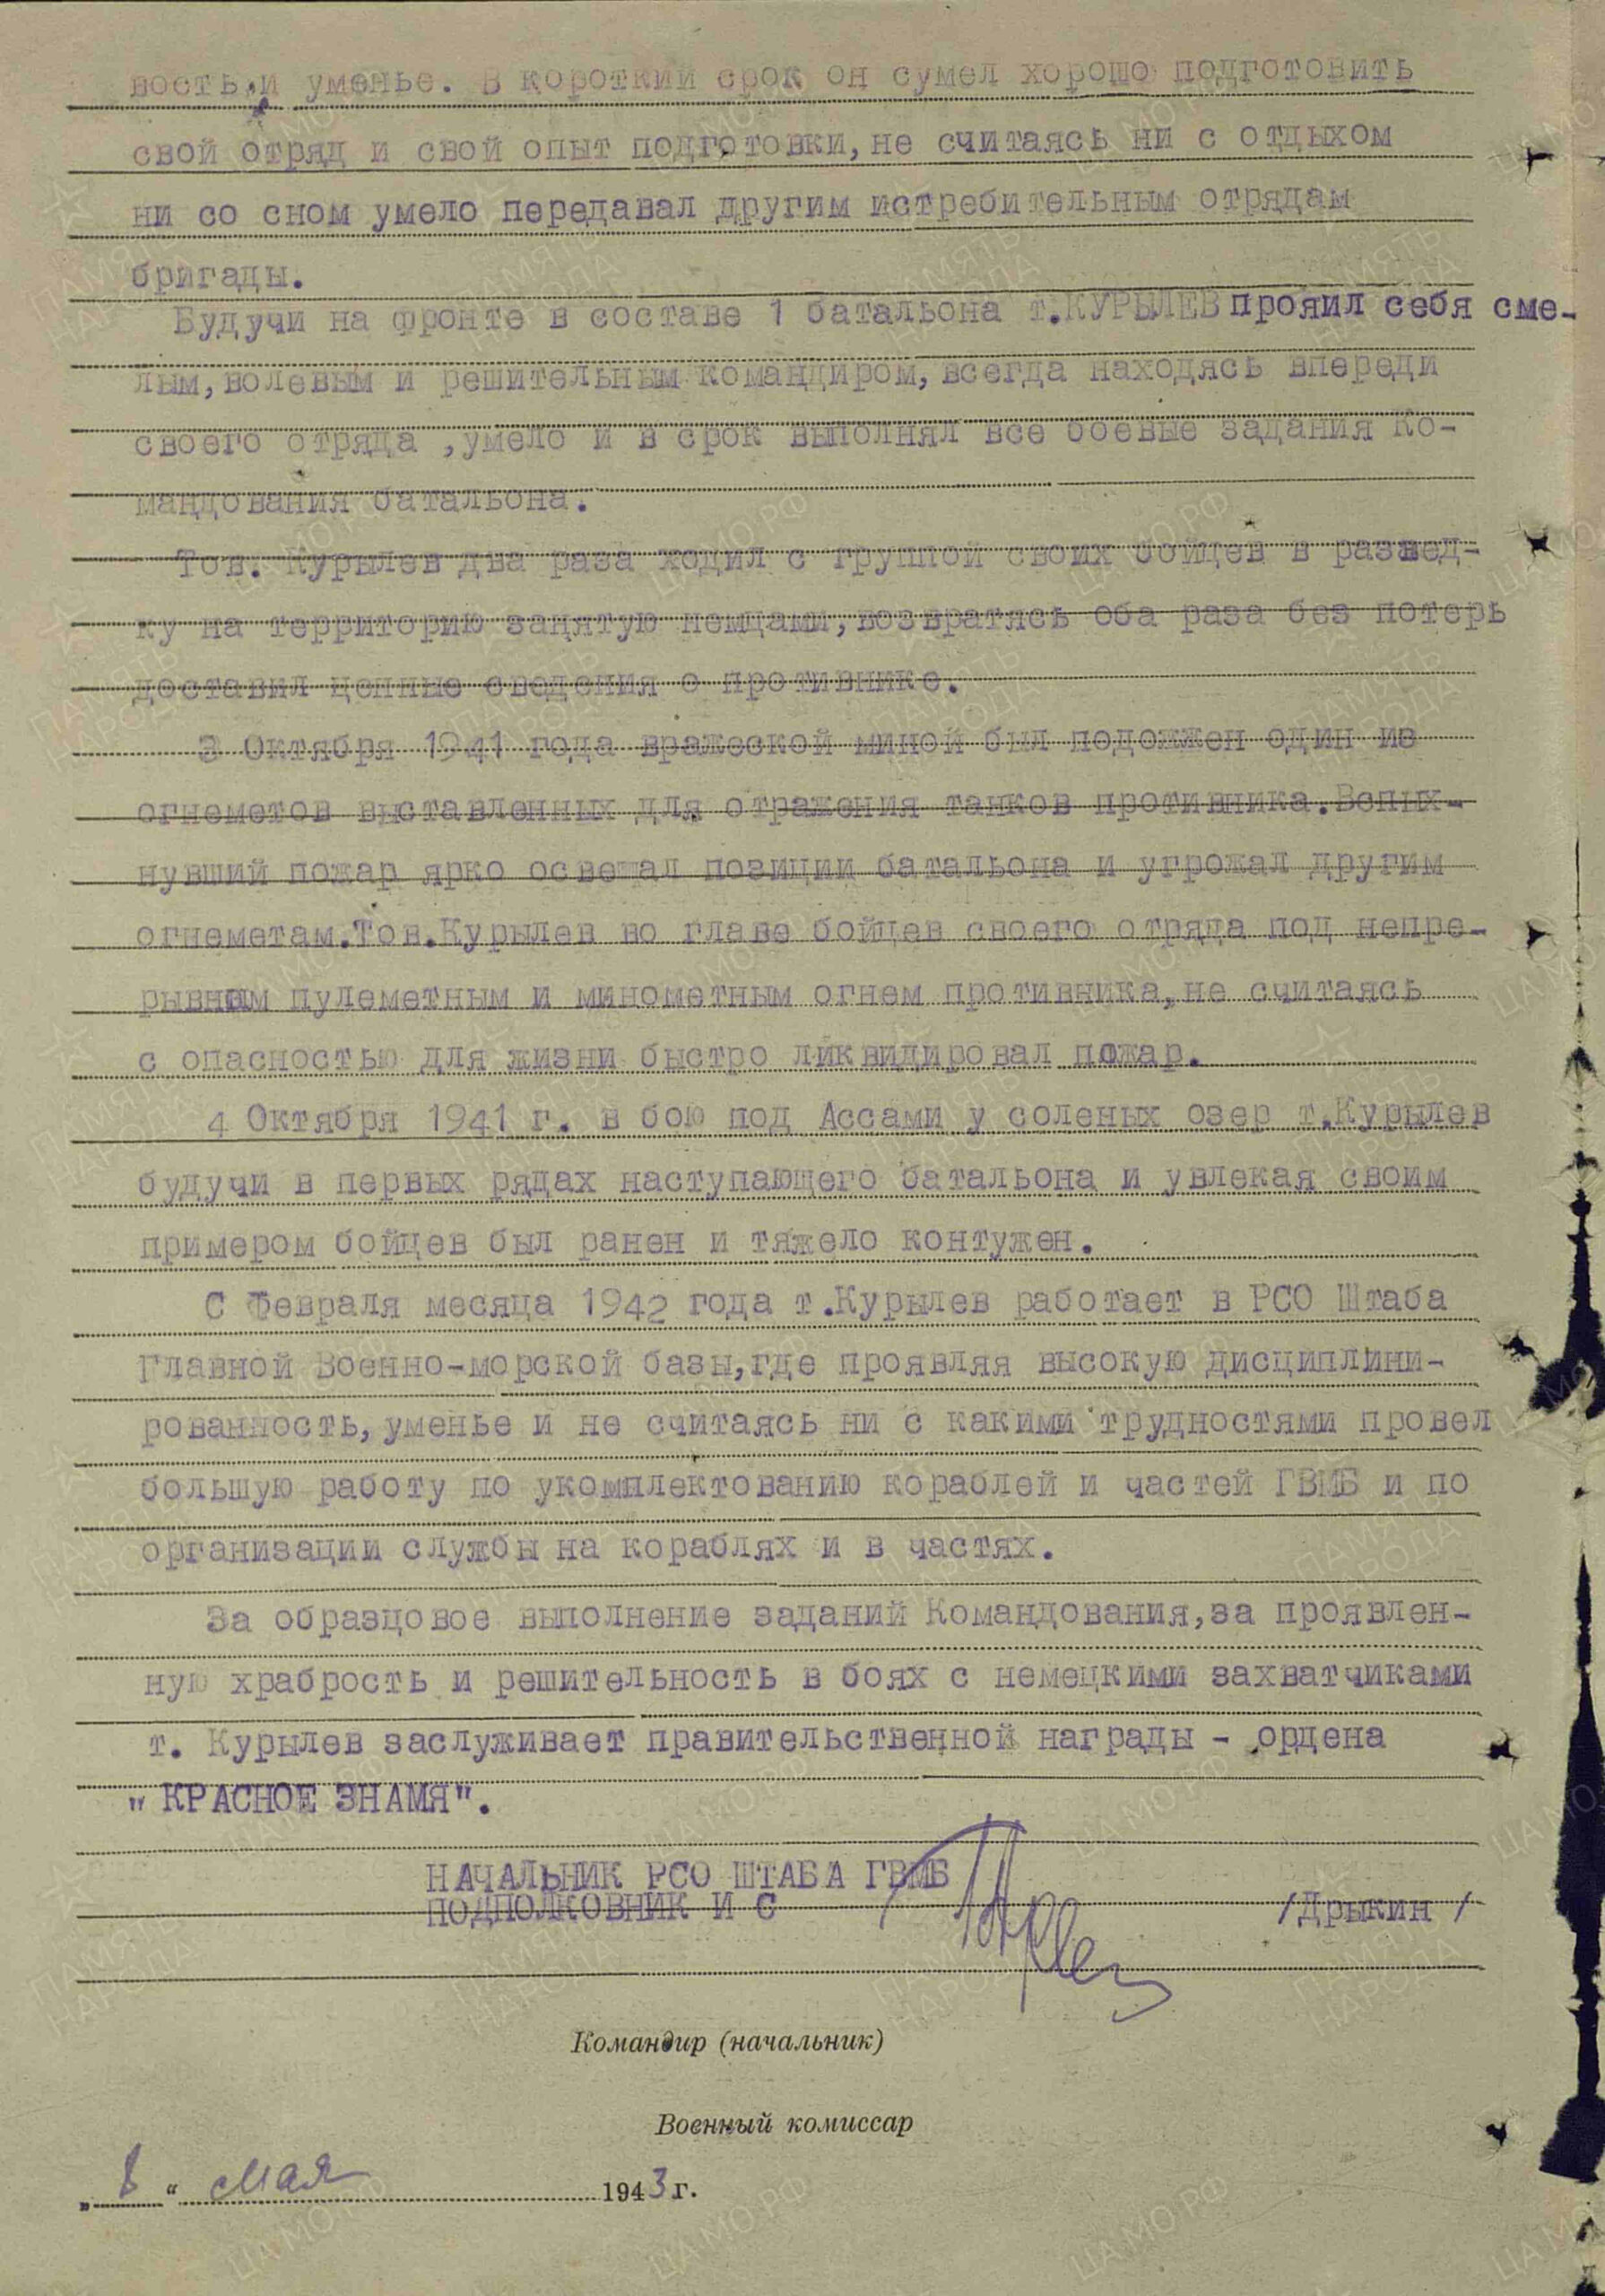 вость,и уменье. В короткий срок он сумел хорошо подготовить
свой отряд и свой опыт подготовки, не считаясь ни с отдыхом
ни со сном умело передавал другим истребительным отрядам
бригады.
Будучи на фронте в составе 1 батальона т.КУРЫЛЕВ проявил себя сме-
лым, волевым и решительным командиром, всегда находясь впереди
своего отряда ,умело и в срок выполнял все боевые задания Ко-
мандования батальона.
Тов. Курылев два раза ходил с группой своих бойцев в развед-
ку на территорию занятую немцами, возвратясь оба раза без потерь
доставил ценные сведения о противнике.
3 Октября 1941 года вражеской миной был подожжен один из
огнеметов выставленных для отражения танков противника.Вспых-
нувший пожар ярко освещал позиции батальона и угрожал другим
огнеметам.Тов.Курылев во главе бойцев своего отряда под непре-
рывным пулеметным и минометным огнем противника, не считаясь
с опасностью для жизни быстро ликвидировал пожар.
4 Октября 1941 г. в бою под Ассами у соленых озер т.Курылев
будучи в первых рядах наступающего батальона и увлекая своим
примером бойцев был ранен и тяжело контужен.
С Февраля месяца 1942 года т.Курылев работает в РСО Штаба
Главной Военно-морской базы, где проявляя высокую дисциплини-
рованность, уменье и не считаясь ни с какими трудностями провел
большую работу по укомплектованию кораблей и частей ГВМБ и по
организации службы на кораблях и в частях.
За образцовое выполнение заданий Командования, за проявлен-
ную храбрость и решительность в боях с немецкими захватчиками
т. Курылев заслуживает правительственной награды - ордена
„ КРАСНОЕ ЗНАМЯ".
НАЧАЛЬНИК РСО ШТАБА ГВМБ
ПОДПОЛКОВНИК И С /Дрыкин /
Командир (начальник)
Военный комиссар
„ 8 “ мая 1943 г.